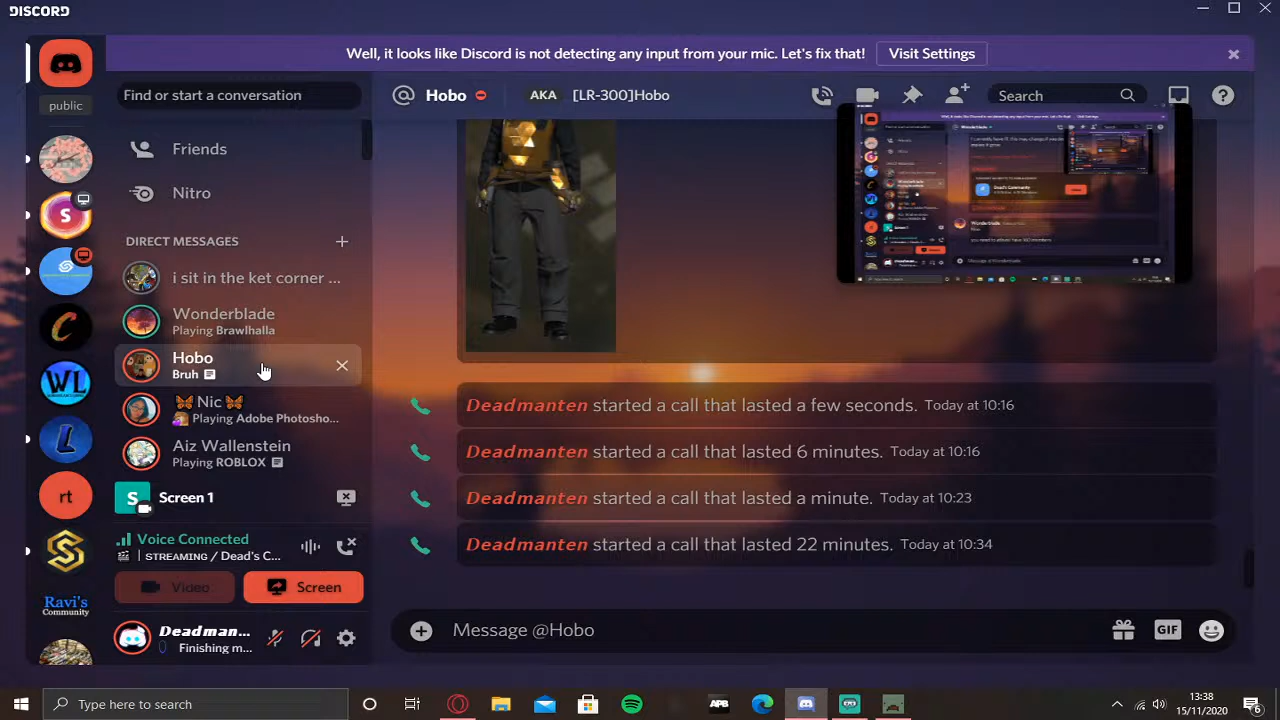 DISCORD
Well, it looks like Discord is not detecting any input from your mic. Let's fix that!
Visit Settings
public
Find or start a conversation
Hobo
AKA
[LR-300]Hobo
Search
Friends
Nitro
DIRECT MESSAGES
i sit in the ket corner ...
Wonderblade
Playing Brawlhalla
Hobo
Bruh
Nic
Playing Adobe Photosho...
Aiz Wallenstein
Playing ROBLOX
Deadmanten started a call that lasted a few seconds. Today at 10:16
Deadmanten started a call that lasted 6 minutes. Today at 10:16
Deadmanten started a call that lasted a minute. Today at 10:23
Deadmanten started a call that lasted 22 minutes. Today at 10:34
S
WL
L
rt
S
Ravi's
Community
S
Screen 1
Voice Connected
STREAMING / Dead's C...
Video
Screen
Deadman...
Finishing m...
Message @Hobo
GIF
Type here to search
APB
13:38
15/11/2020